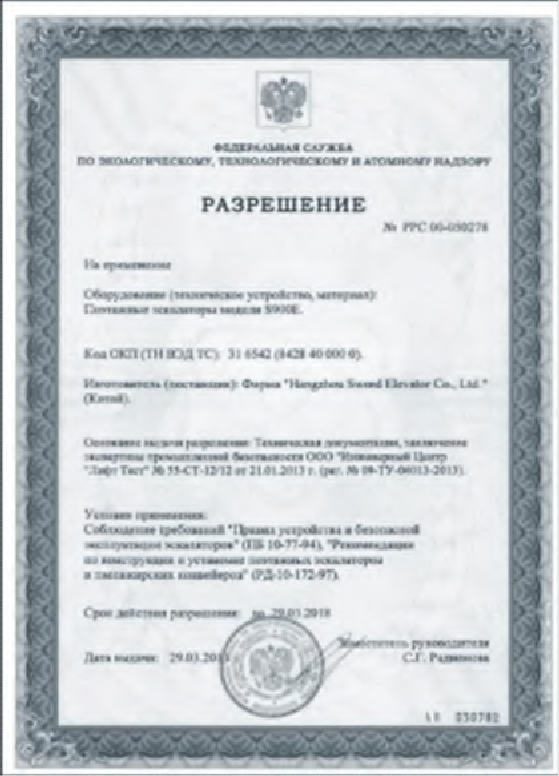 ФЕДЕРАЛЬНАЯ СЛУЖБА
ПО ЭКОЛОГИЧЕСКОМУ, ТЕХНОЛОГИЧЕСКОМУ И АТОМНОМУ НАДЗОРУ
РАЗРЕШЕНИЕ
№ РРС 00-050278
На применение
Оборудование (техническое устройство, материал):
Поэтажные эскалаторы модели S900E.
Код ОКП (ТН ВЭД ТС): 31 6542 (8428 40 000 0).
Изготовитель (поставщик): Фирма "Hangzhou Sword Elevator Co., Ltd."
(Китай).
Основание выдачи разрешения: Техническая документация, заключение
экспертизы промышленной безопасности ООО "Инженерный Центр
"Лифт Тест" № 55-СТ-12/12 от 21.01.2013 г. (рег. № 09-ТУ-04013-2013).
Условия применения:
Соблюдение требований "Правил устройства и безопасной
эксплуатации эскалаторов" (ПБ 10-77-94), "Рекомендации
по конструкции и установке поэтажных эскалаторов
и пассажирских конвейеров" (РД-10-172-97).
Срок действия разрешения: до 29.03.2018
Заместитель руководителя
Дата выдачи: 29.03.2013
С.Г. Радионова
030782